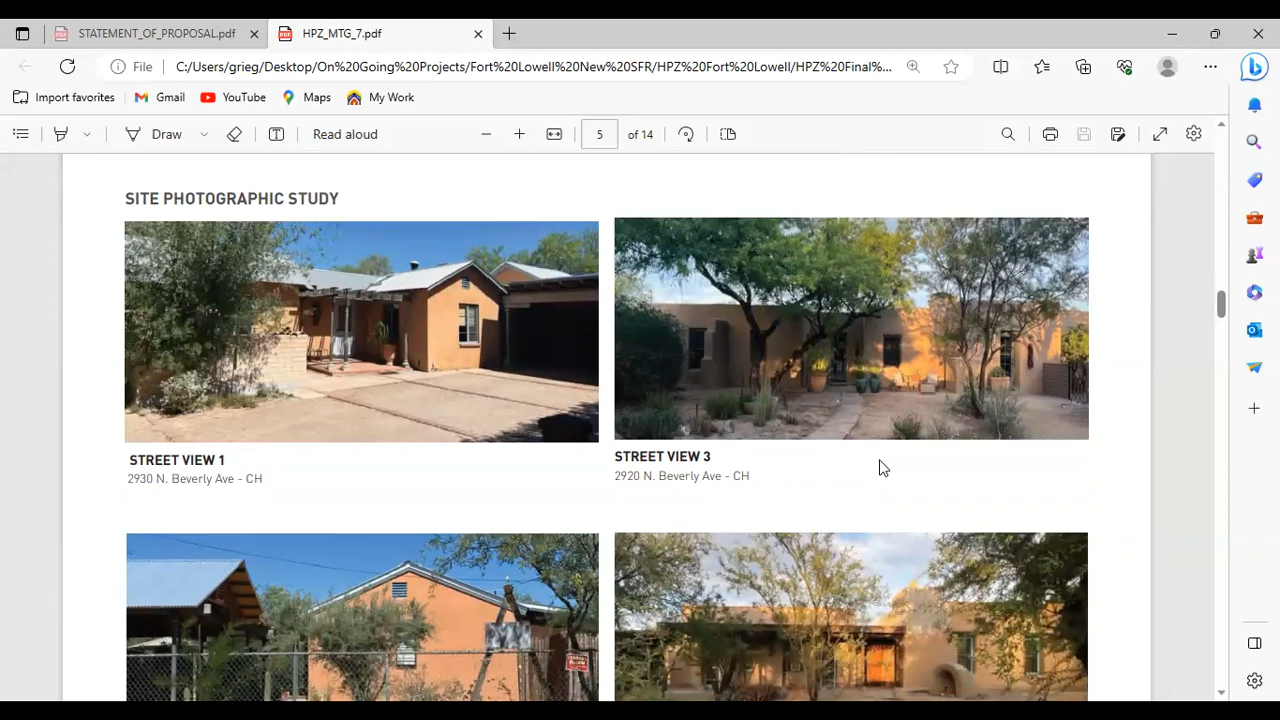 STATEMENT_OF_PROPOSAL.pdf
HPZ_MTG_7.pdf
File
C:/Users/grieg/Desktop/On%20Going%20Projects/Fort%20Lowell%20New%20SFR/HPZ%20Fort%20Lowell/HPZ%20Final%...
Import favorites
Gmail
YouTube
Maps
My Work
Draw
Read aloud
5
of 14
SITE PHOTOGRAPHIC STUDY
STREET VIEW 1
2930 N. Beverly Ave - CH
STREET VIEW 3
2920 N. Beverly Ave - CH